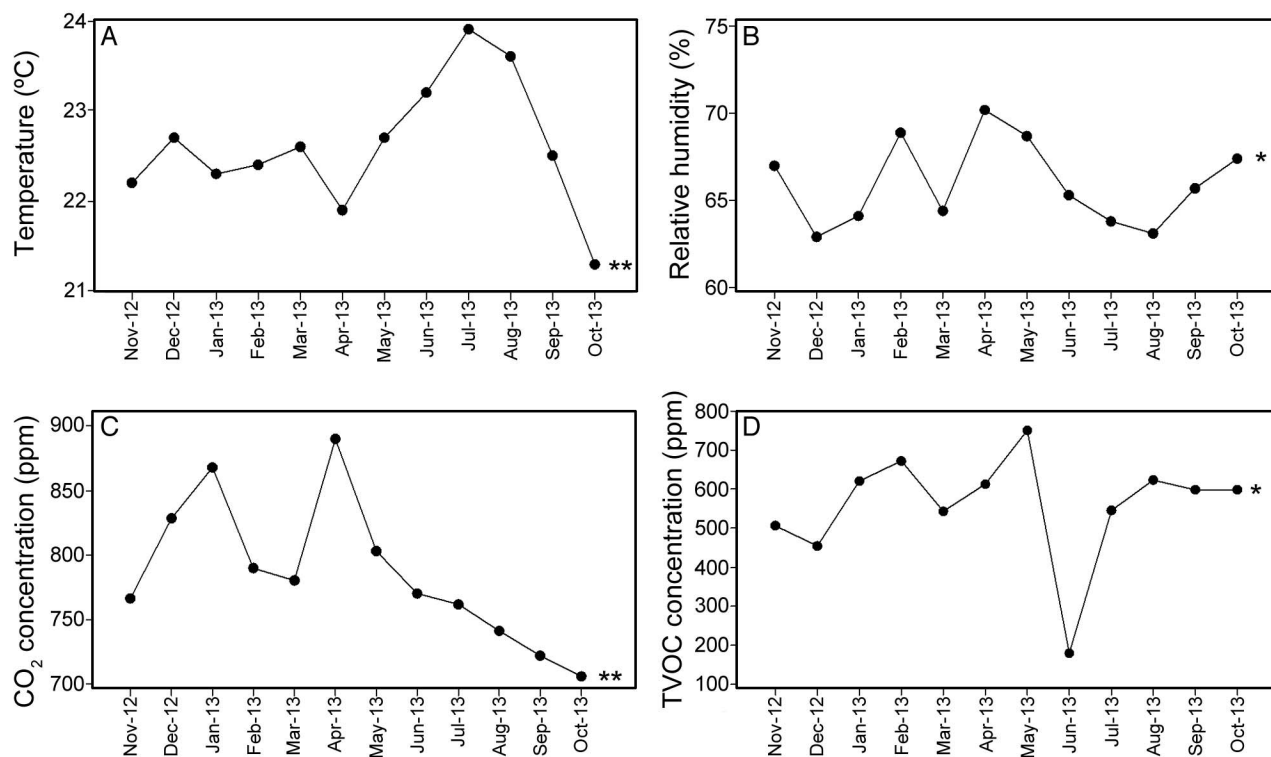 A
Temperature (ºC)
24
23
22
21
Nov-12
Dec-12
Jan-13
Feb-13
Mar-13
Apr-13
May-13
Jun-13
Jul-13
Aug-13
Sep-13
Oct-13
**
B
Relative humidity (%)
75
70
65
60
Nov-12
Dec-12
Jan-13
Feb-13
Mar-13
Apr-13
May-13
Jun-13
Jul-13
Aug-13
Sep-13
Oct-13
*
C
CO₂ concentration (ppm)
900
850
800
750
700
Nov-12
Dec-12
Jan-13
Feb-13
Mar-13
Apr-13
May-13
Jun-13
Jul-13
Aug-13
Sep-13
Oct-13
**
D
TVOC concentration (ppm)
800
700
600
500
400
300
200
100
Nov-12
Dec-12
Jan-13
Feb-13
Mar-13
Apr-13
May-13
Jun-13
Jul-13
Aug-13
Sep-13
Oct-13
*